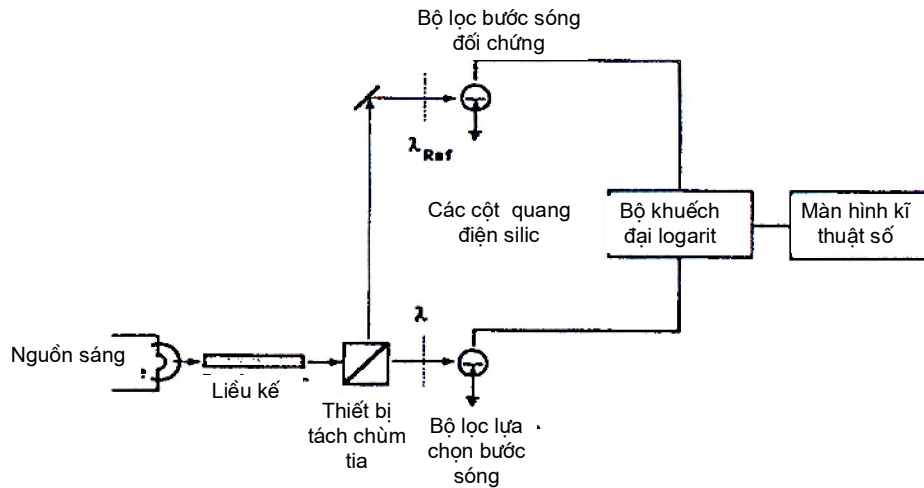 Bộ lọc bước sóng
đối chứng
λRef
Các cột quang
điện silic
Bộ khuếch
đại logarit
Màn hình kĩ
thuật số
λ
Nguồn sáng
Liều kế
Thiết bị
tách chùm
tia
Bộ lọc lựa
chọn bước
sóng